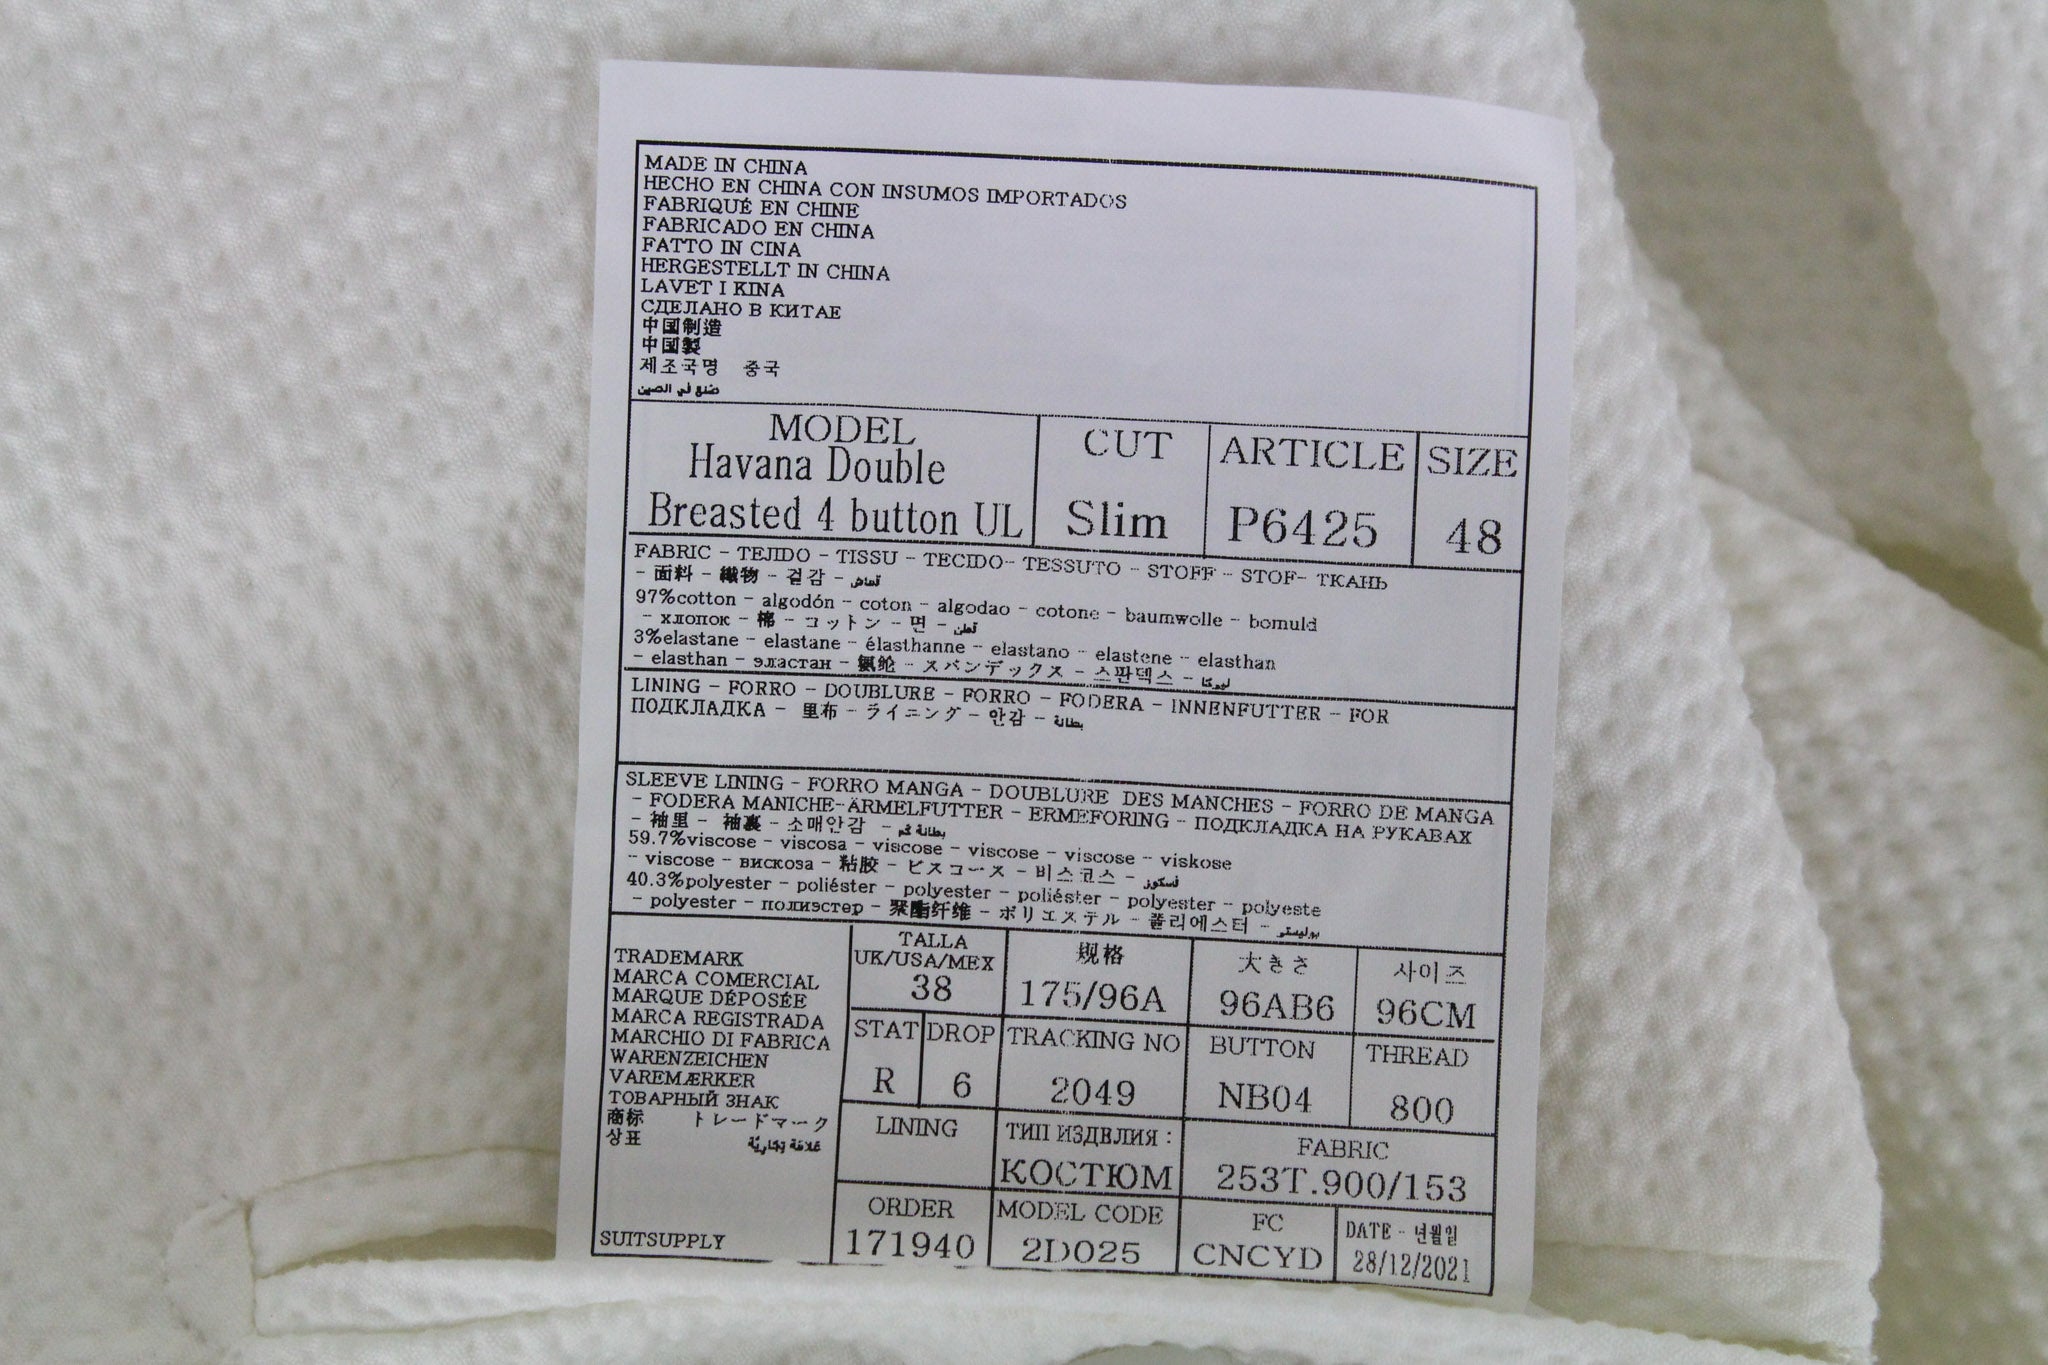 MADE IN CHINA
HECHO EN CHINA CON INSUMOS IMPORTADOS
FABRIQUÉ EN CHINE
FABRICADO EN CHINA
FATTO IN CINA
HERGESTELLT IN CHINA
LAVET I KINA
СДЕЛАНО В КИТАЕ
中国制造
中国製
제조국명 중국
صنع في الصين
MODEL
Havana Double
Breasted 4 button UL
CUT
Slim
ARTICLE
P6425
SIZE
48
FABRIC - TEJIDO - TISSU - TECIDO- TESSUTO - STOFF - STOF- ТКАНЬ
- 面料 - 織物 - 겉감 - قماش
97%cotton - algodón - coton - algodao - cotone - baumwolle - bomuld
- хлопок - 棉 - コットン - 면 - قطن
3%elastane - elastane - élasthanne - elastano - elastene - elasthan
- elasthan - эластан - 氨纶 - スパンデックス - 스판덱스 - ليوكا
LINING - FORRO - DOUBLURE - FORRO - FODERA - INNENFUTTER - FOR
ПОДКЛАДКА - 里布 - ライニング - 안감 - بطانة
SLEEVE LINING - FORRO MANGA - DOUBLURE DES MANCHES - FORRO DE MANGA
- FODERA MANICHE-ÄRMELFUTTER - ERMEFORING - ПОДКЛАДКА НА РУКАВАХ
- 袖里 - 袖裏 - 소매안감 - بطانة كم
59.7%viscose - viscosa - viscose - viscose - viscose - viskose
- viscose - вискоза - 粘胶 - ビスコース - 비스코스 - فسكوز
40.3%polyester - poliéster - polyester - poliéster - polyester - polyeste
- polyester - полиэстер - 聚酯纤维 - ポリエステル - 폴리에스터 - بوليستر
TRADEMARK
MARCA COMERCIAL
MARQUE DÉPOSÉE
MARCA REGISTRADA
MARCHIO DI FABRICA
WARENZEICHEN
VAREMÆRKER
ТОВАРНЫЙ ЗНАК
商标 トレードマーク
상표 علامة تجارية
SUITSUPPLY
TALLA
UK/USA/MEX
38
规格
175/96A
大きさ
96AB6
사이즈
96CM
STAT
R
DROP
6
TRACKING NO
2049
BUTTON
NB04
THREAD
800
LINING
ТИП ИЗДЕЛИЯ :
КОСТЮМ
FABRIC
253T.900/153
ORDER
171940
MODEL CODE
2D025
FC
CNCYD
DATE - 년월일
28/12/2021